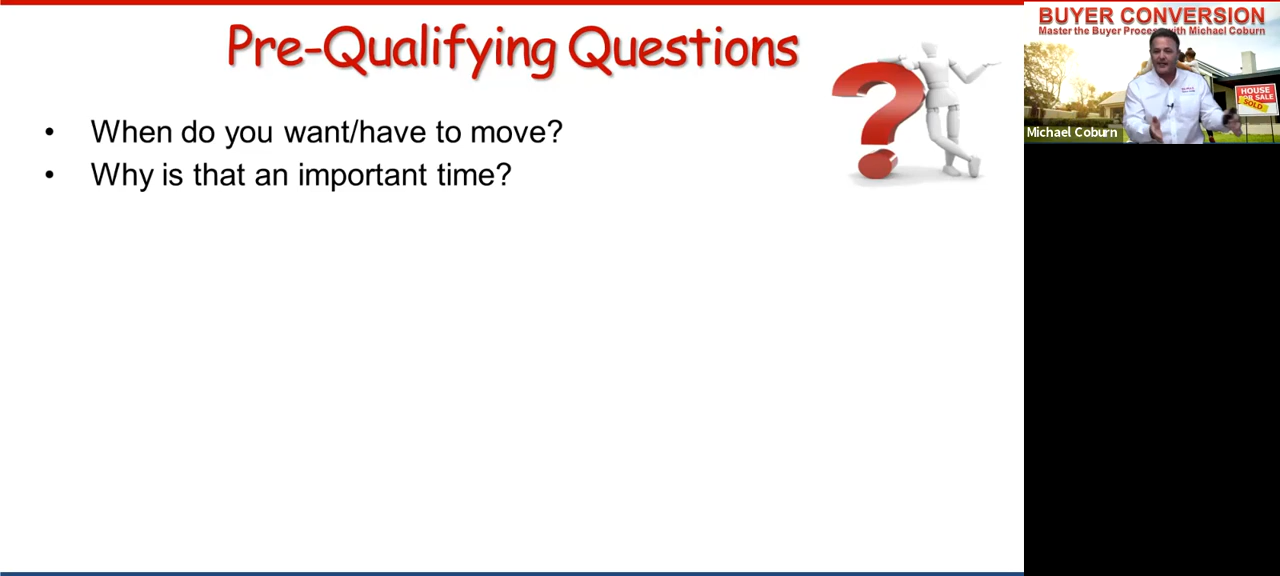 Pre-Qualifying Questions
• When do you want/have to move?
• Why is that an important time?
BUYER CONVERSION
Master the Buyer Process with Michael Coburn
HOUSE
FOR SALE
SOLD
Michael Coburn